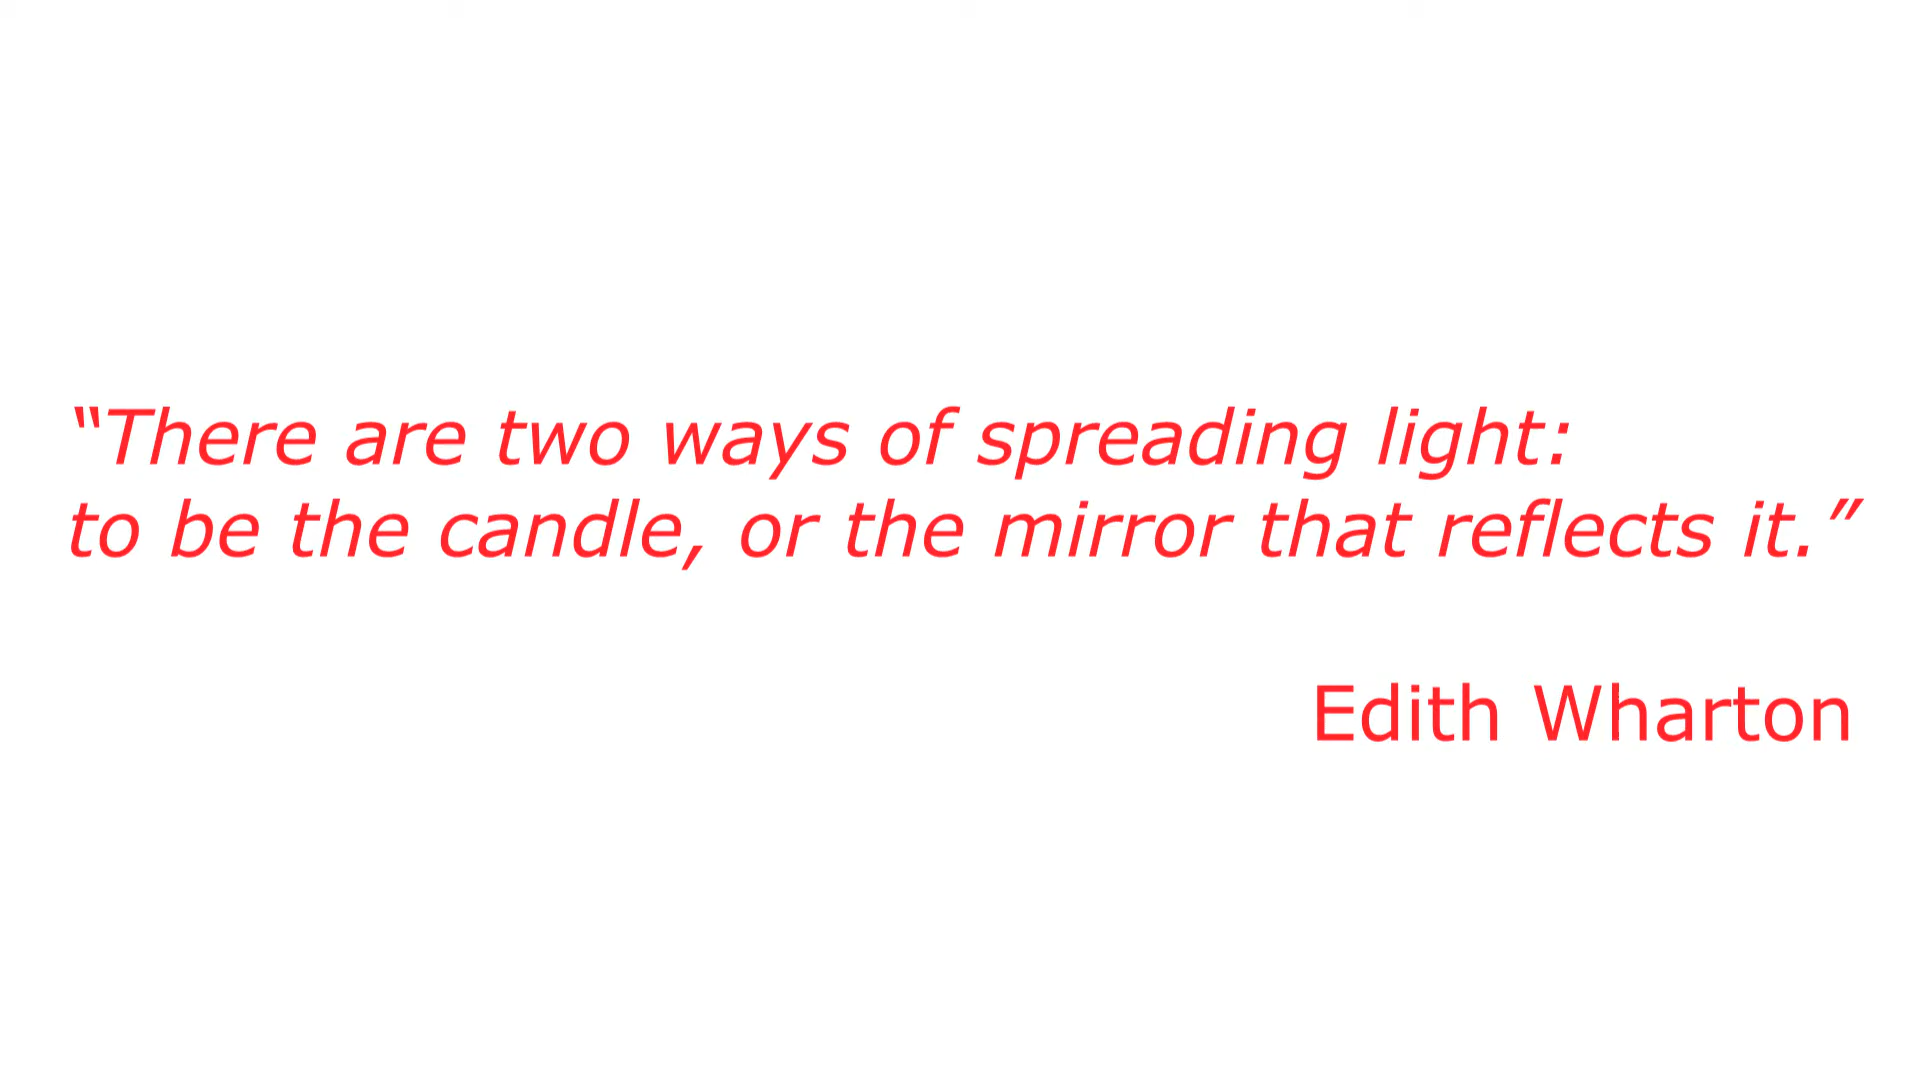 “There are two ways of spreading light:
to be the candle, or the mirror that reflects it.”
Edith Wharton